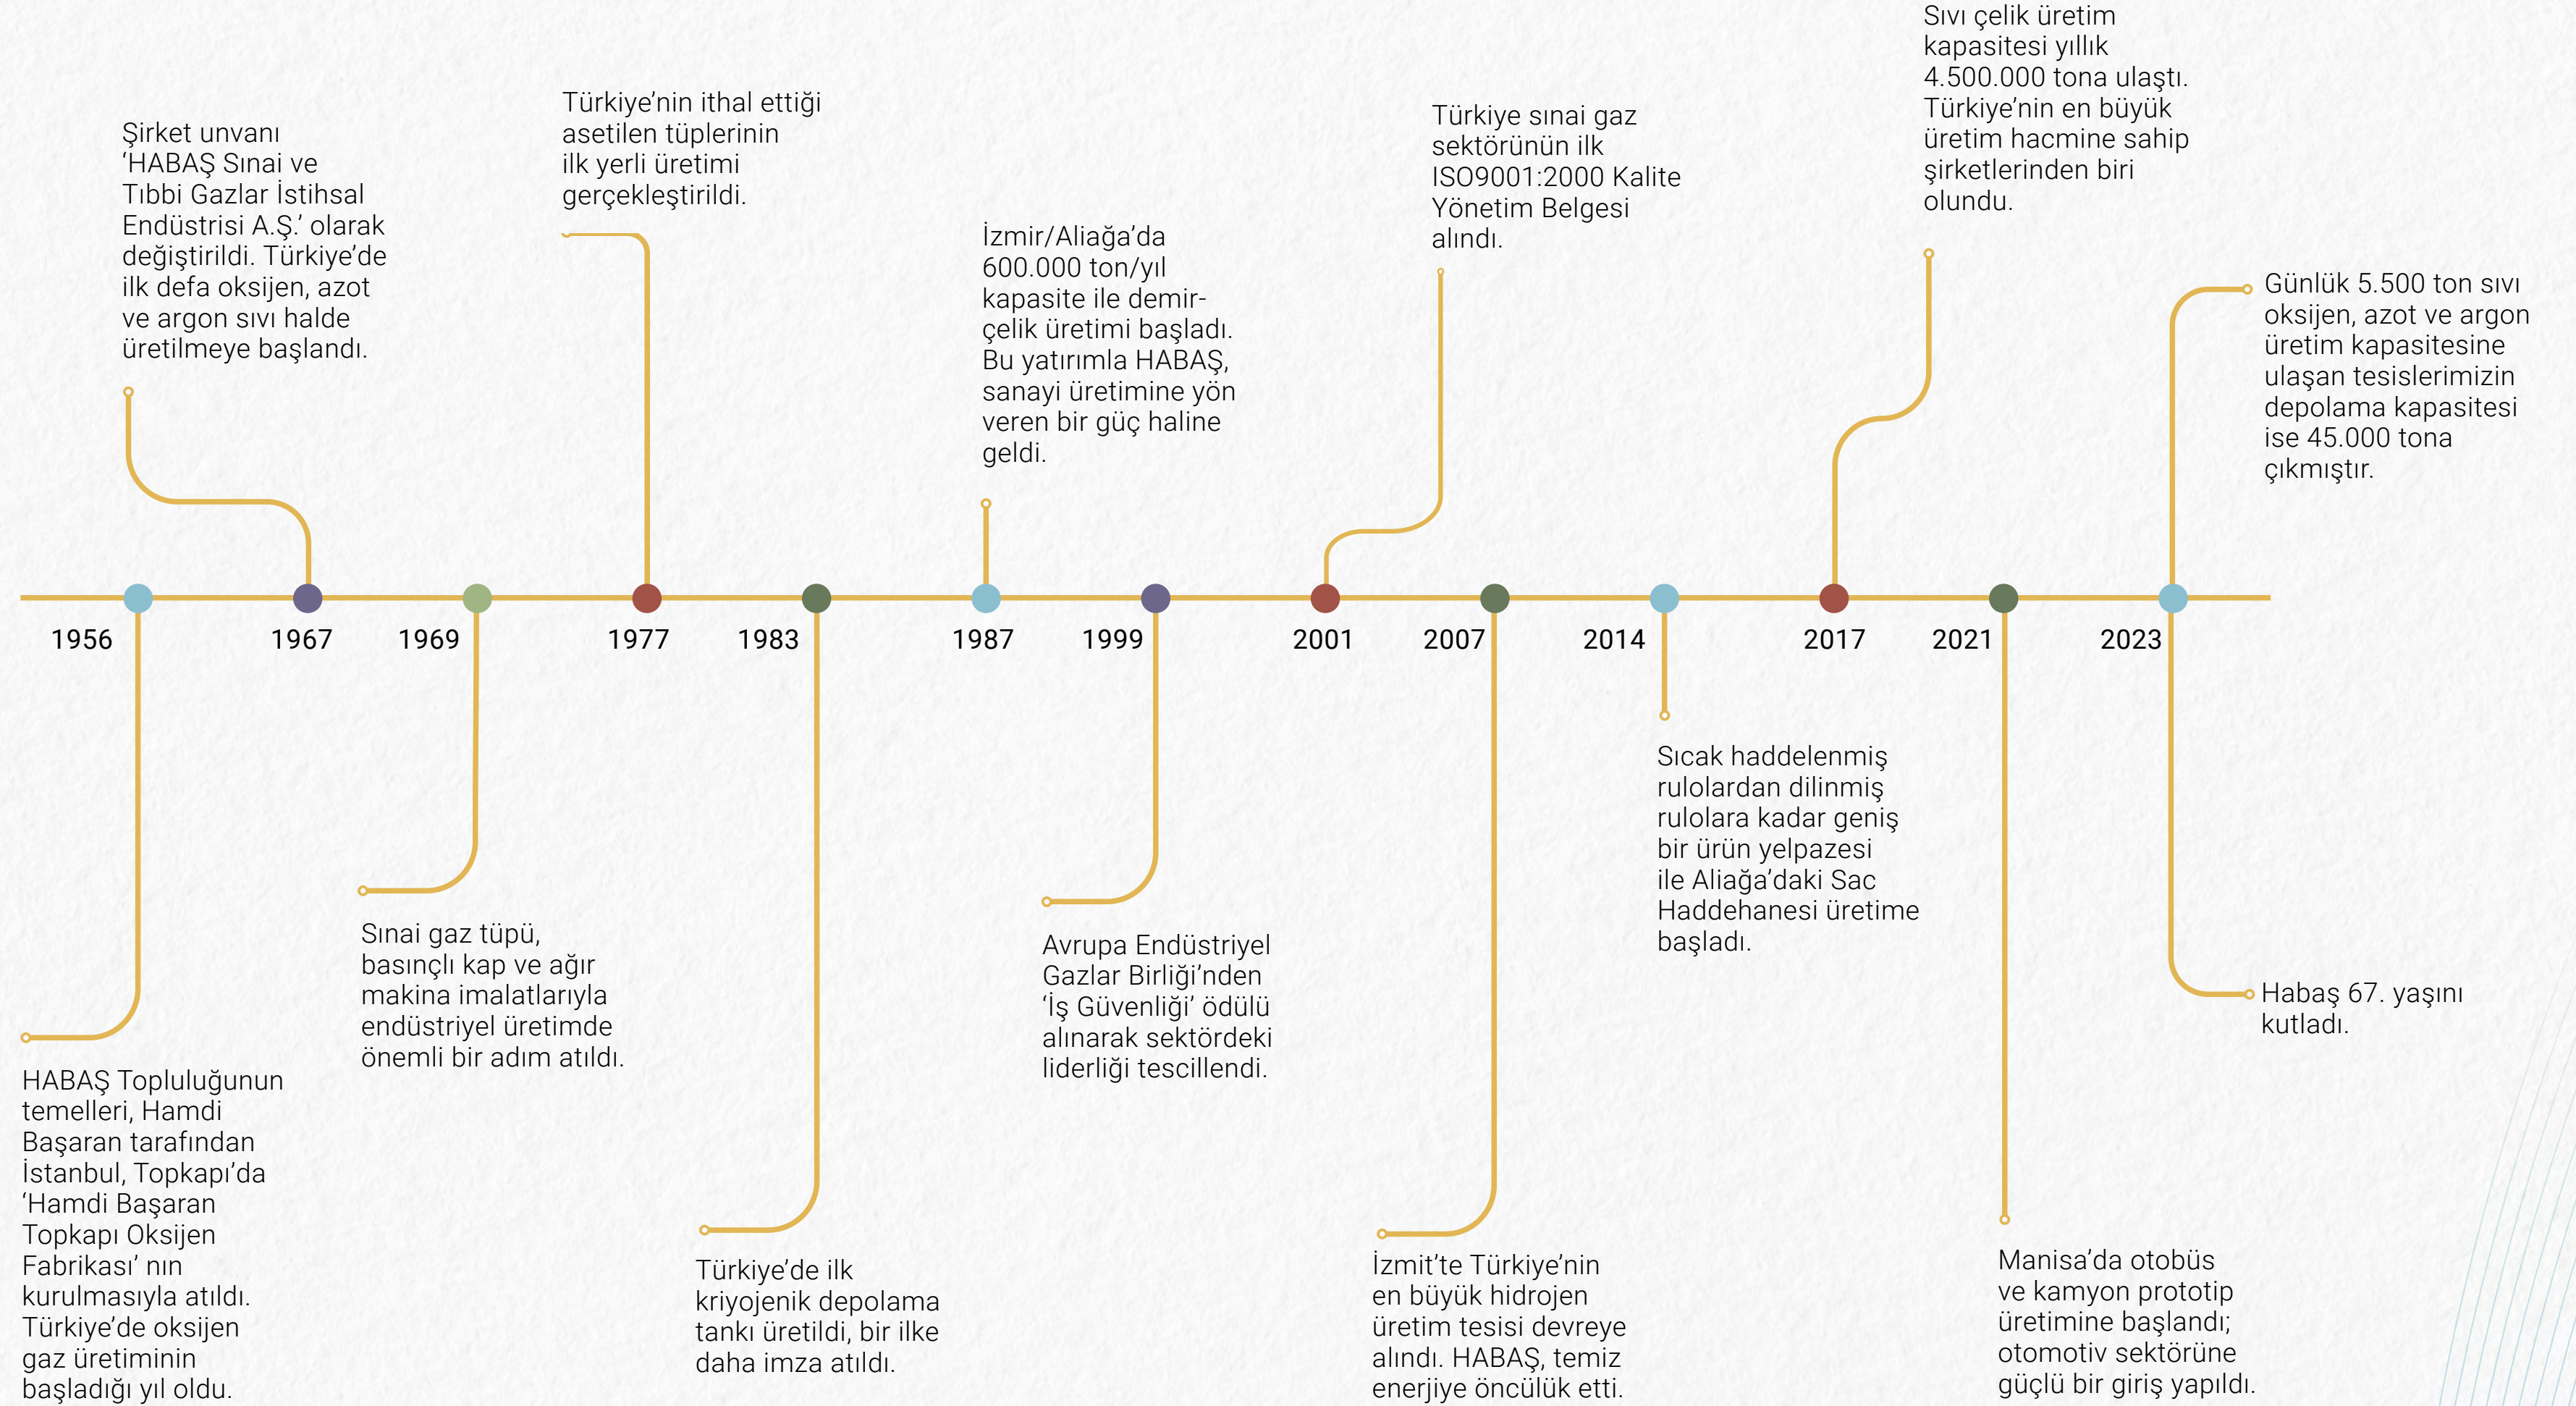 Şirket unvanı
‘HABAŞ Sınai ve
Tıbbi Gazlar İstihsal
Endüstrisi A.Ş.’ olarak
değiştirildi. Türkiye’de
ilk defa oksijen, azot
ve argon sıvı halde
üretilmeye başlandı.
Türkiye’nin ithal ettiği
asetilen tüplerinin
ilk yerli üretimi
gerçekleştirildi.
İzmir/Aliağa’da
600.000 ton/yıl
kapasite ile demir-
çelik üretimi başladı.
Bu yatırımla HABAŞ,
sanayi üretimine yön
veren bir güç haline
geldi.
Türkiye sınai gaz
sektörünün ilk
ISO9001:2000 Kalite
Yönetim Belgesi
alındı.
Sıvı çelik üretim
kapasitesi yıllık
4.500.000 tona ulaştı.
Türkiye’nin en büyük
üretim hacmine sahip
şirketlerinden biri
olundu.
Günlük 5.500 ton sıvı
oksijen, azot ve argon
üretim kapasitesine
ulaşan tesislerimizin
depolama kapasitesi
ise 45.000 tona
çıkmıştır.
1956
1967
1969
1977
1983
1987
1999
2001
2007
2014
2017
2021
2023
HABAŞ Topluluğunun
temelleri, Hamdi
Başaran tarafından
İstanbul, Topkapı’da
‘Hamdi Başaran
Topkapı Oksijen
Fabrikası’ nın
kurulmasıyla atıldı.
Türkiye’de oksijen
gaz üretiminin
başladığı yıl oldu.
Sınai gaz tüpü,
basınçlı kap ve ağır
makina imalatlarıyla
endüstriyel üretimde
önemli bir adım atıldı.
Türkiye’de ilk
kriyojenik depolama
tankı üretildi, bir ilke
daha imza atıldı.
Avrupa Endüstriyel
Gazlar Birliği’nden
‘İş Güvenliği’ ödülü
alınarak sektördeki
liderliği tescillendi.
İzmit’te Türkiye’nin
en büyük hidrojen
üretim tesisi devreye
alındı. HABAŞ, temiz
enerjiye öncülük etti.
Sıcak haddelenmiş
rulolardan dilinmiş
rulolara kadar geniş
bir ürün yelpazesi
ile Aliağa’daki Sac
Haddehanesi üretime
başladı.
Manisa’da otobüs
ve kamyon prototip
üretimine başlandı;
otomotiv sektörüne
güçlü bir giriş yapıldı.
Habaş 67. yaşını
kutladı.